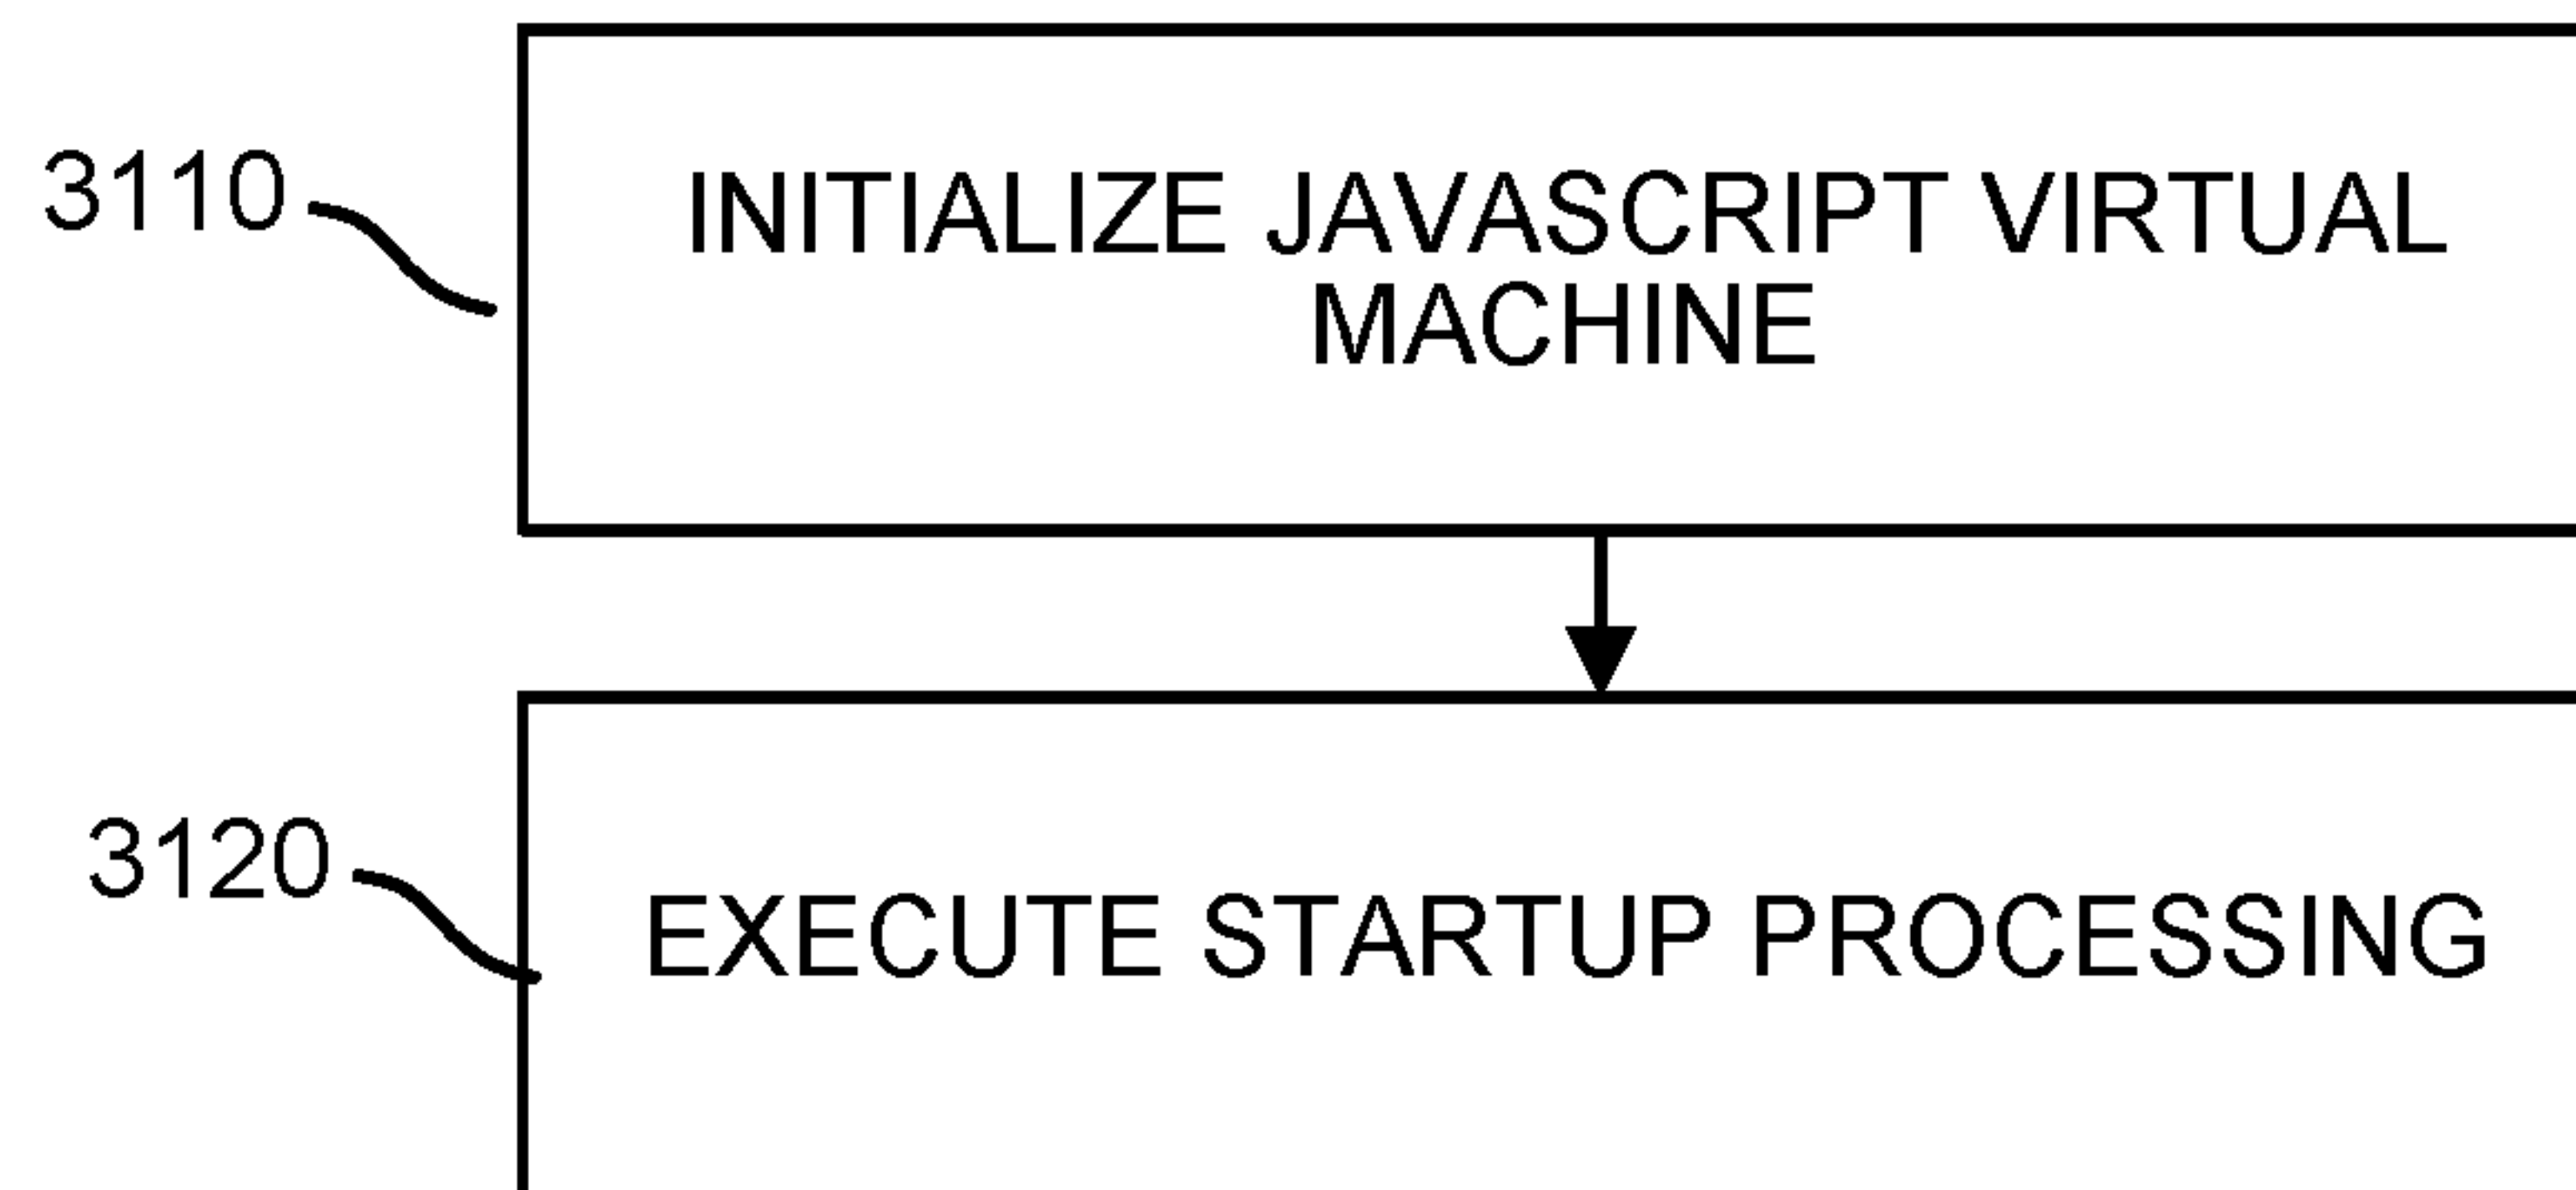 3110
INITIALIZE JAVASCRIPT VIRTUAL
MACHINE
3120
EXECUTE STARTUP PROCESSING